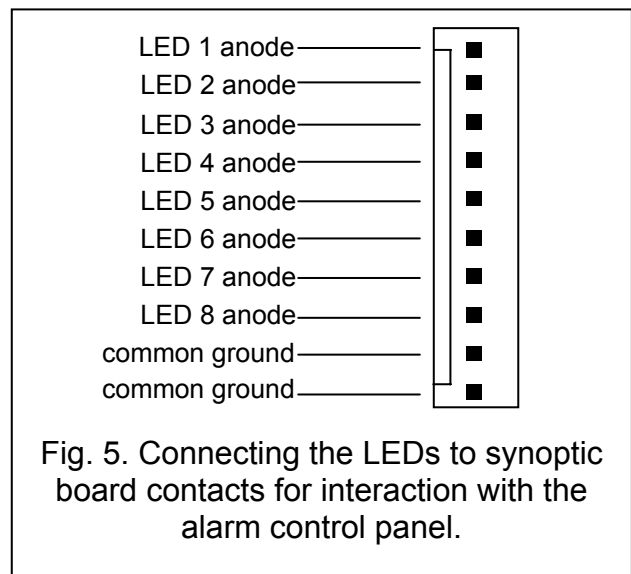 LED 1 anode
LED 2 anode
LED 3 anode
LED 4 anode
LED 5 anode
LED 6 anode
LED 7 anode
LED 8 anode
common ground
common ground
Fig. 5. Connecting the LEDs to synoptic
board contacts for interaction with the
alarm control panel.